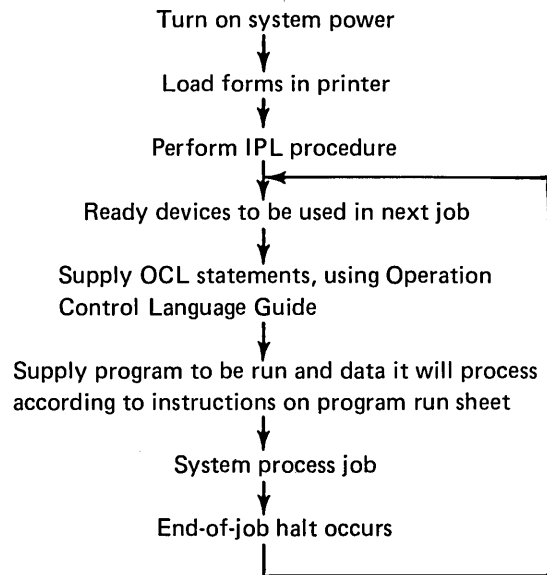 Turn on system power
Load forms in printer
Perform IPL procedure
Ready devices to be used in next job
Supply OCL statements, using Operation
Control Language Guide
Supply program to be run and data it will process
according to instructions on program run sheet
System process job
End-of-job halt occurs